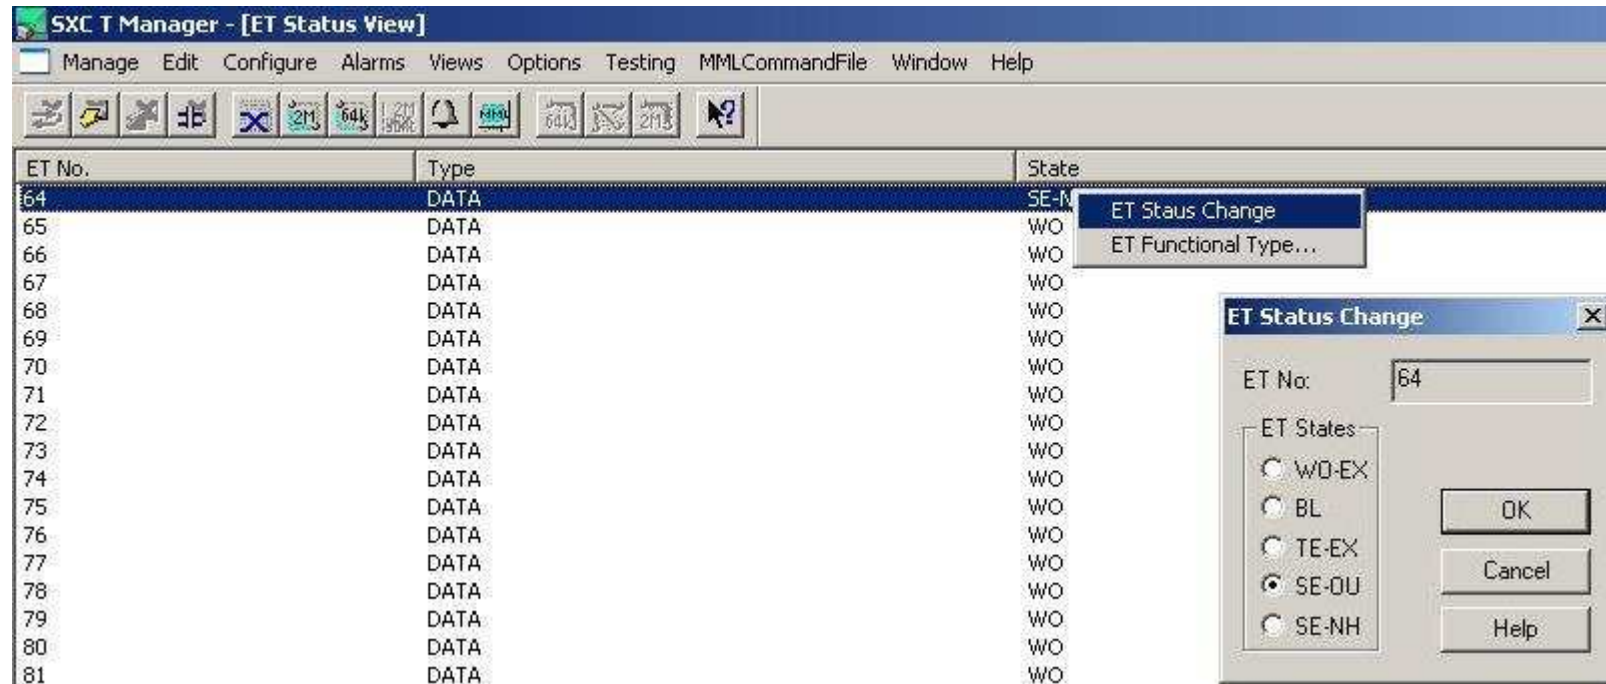 SXC T Manager - [ET Status View]
Manage Edit Configure Alarms Views Options Testing MMLCommandFile Window Help
2M 64k 2M 64k 2M
ET No. Type State
64 DATA
ET Staus Change
65 DATA WO
ET Functional Type...
66 DATA WO
67 DATA WO
68 DATA WO
69 DATA WO
70 DATA WO
71 DATA WO
72 DATA WO
73 DATA WO
74 DATA WO
75 DATA WO
76 DATA WO
77 DATA WO
78 DATA WO
79 DATA WO
80 DATA WO
81 DATA WO
ET Status Change
ET No: 64
ET States
WO-EX
BL
TE-EX
SE-OU
SE-NH
OK
Cancel
Help